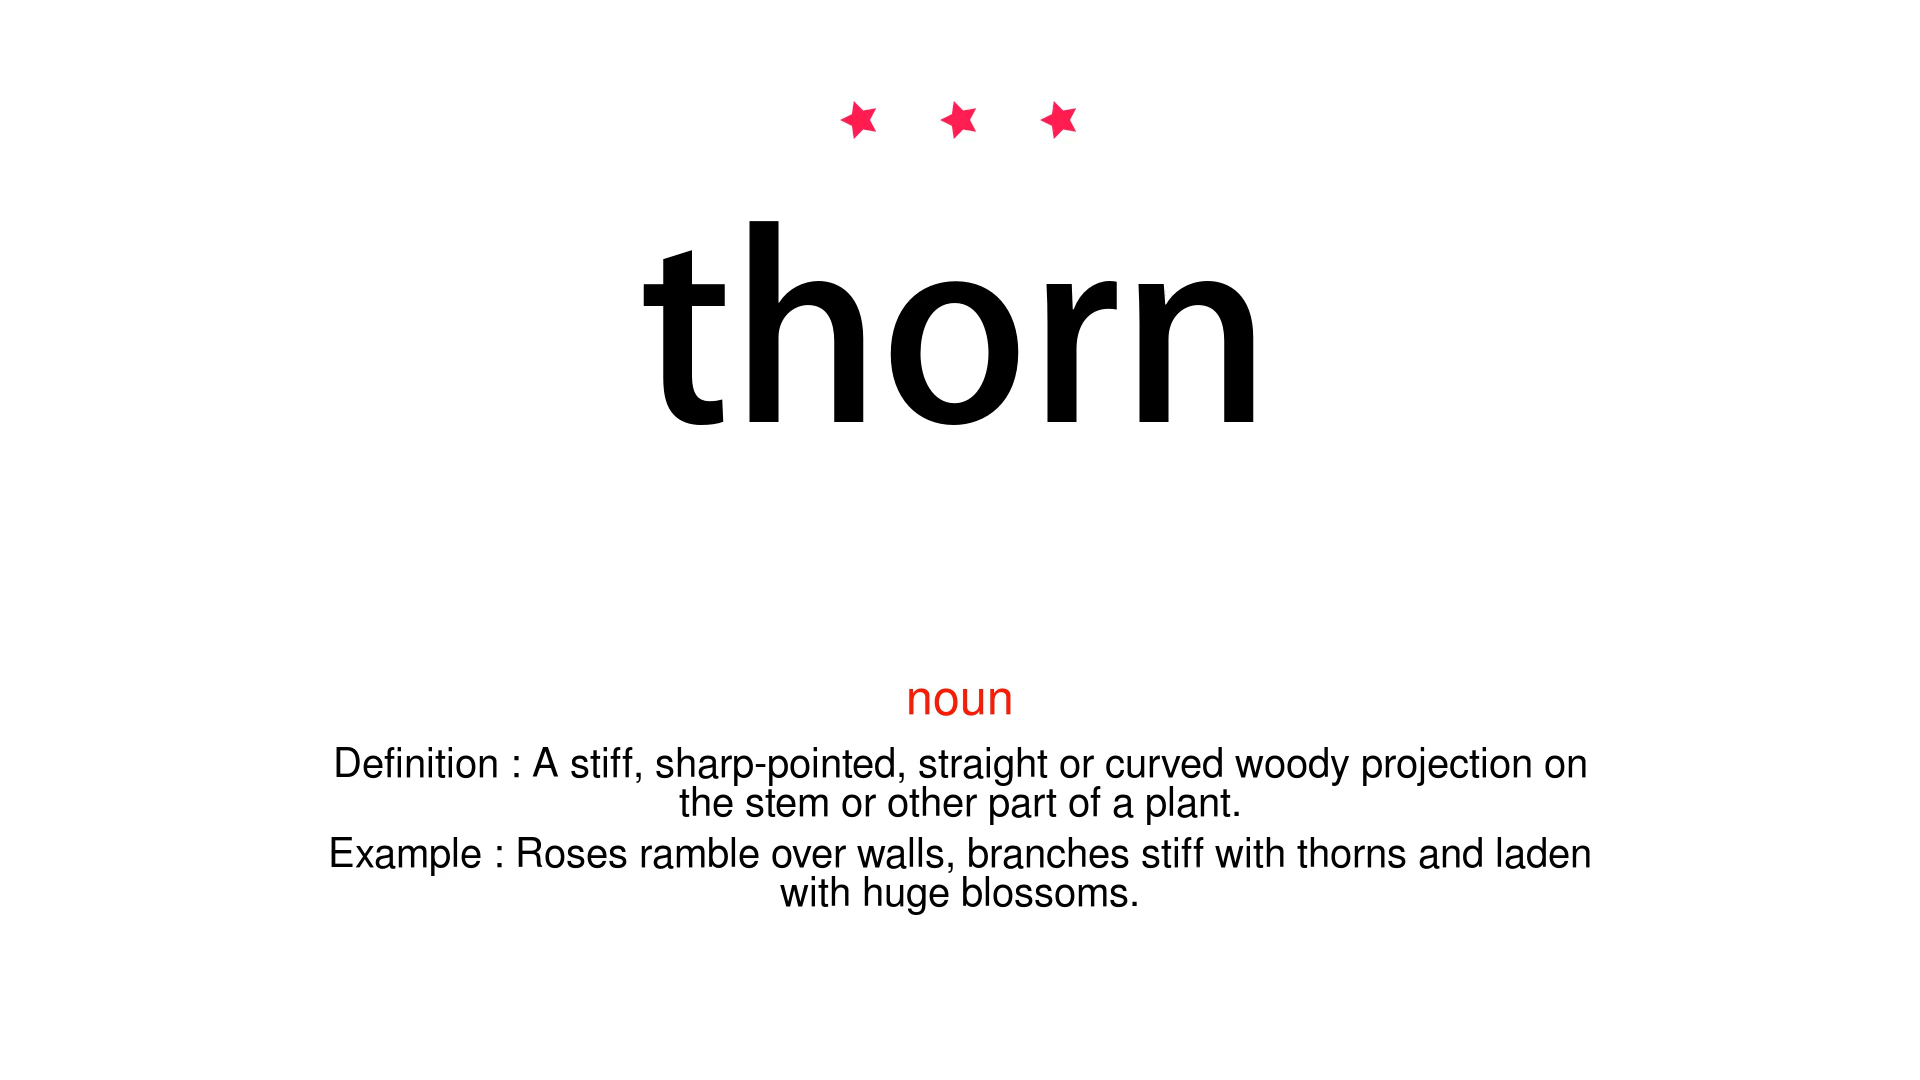 thorn
noun
Definition : A stiff, sharp-pointed, straight or curved woody projection on
the stem or other part of a plant.
Example : Roses ramble over walls, branches stiff with thorns and laden
with huge blossoms.